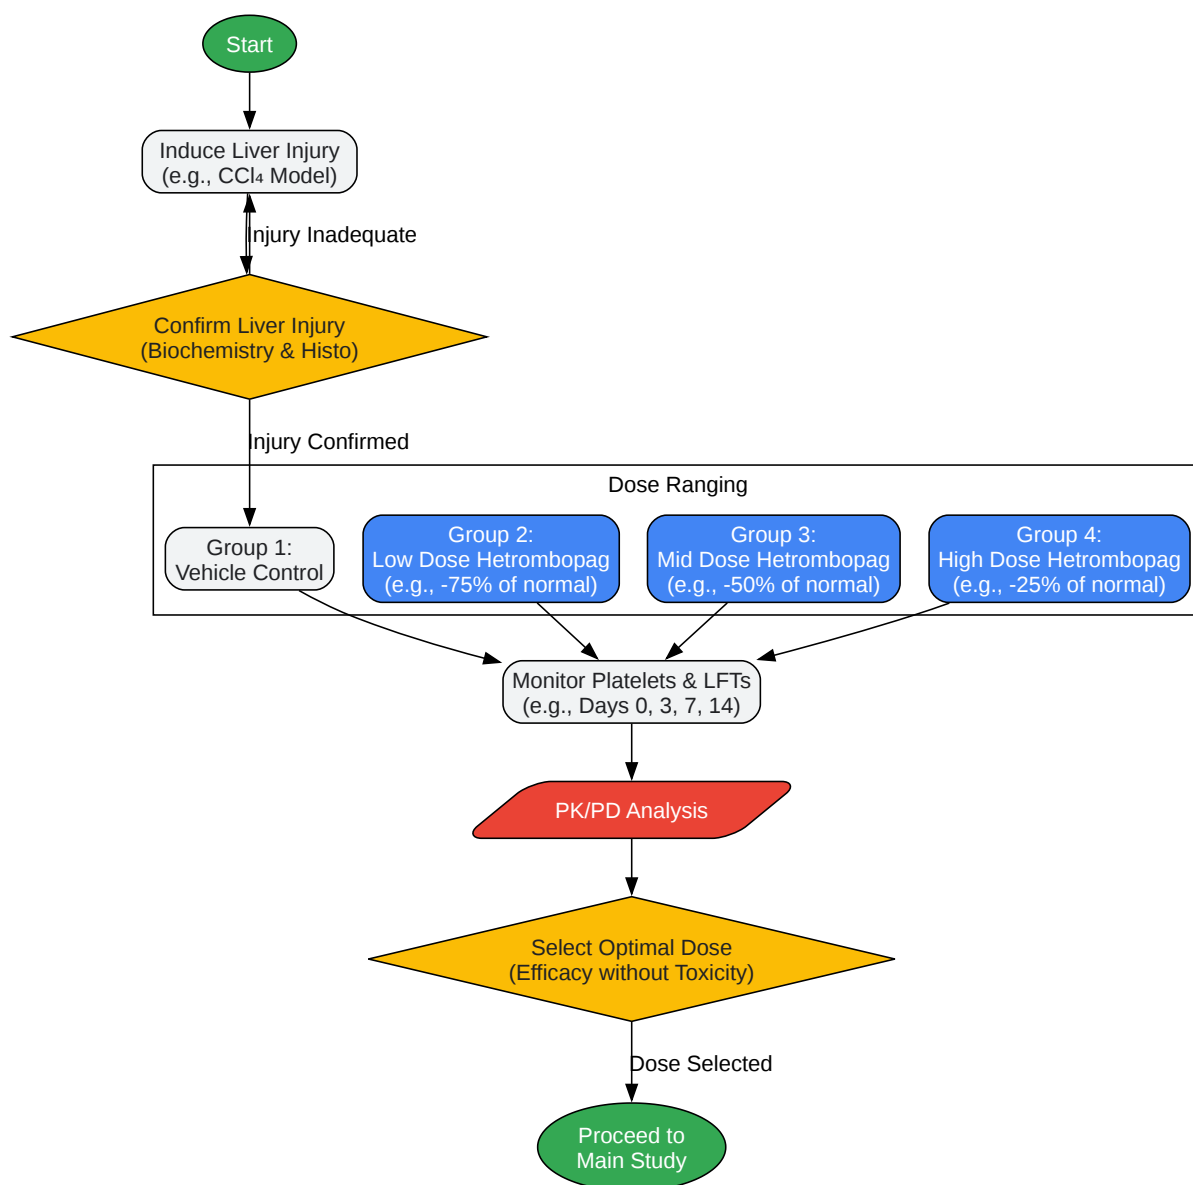 Start
Induce Liver Injury
(e.g., CCl₄ Model)
Injury Inadequate
Confirm Liver Injury
(Biochemistry & Histo)
Injury Confirmed
Dose Ranging
Group 1:
Vehicle Control
Group 2:
Low Dose Hetrombopag
(e.g., -75% of normal)
Group 3:
Mid Dose Hetrombopag
(e.g., -50% of normal)
Group 4:
High Dose Hetrombopag
(e.g., -25% of normal)
Monitor Platelets & LFTs
(e.g., Days 0, 3, 7, 14)
PK/PD Analysis
Select Optimal Dose
(Efficacy without Toxicity)
Dose Selected
Proceed to
Main Study